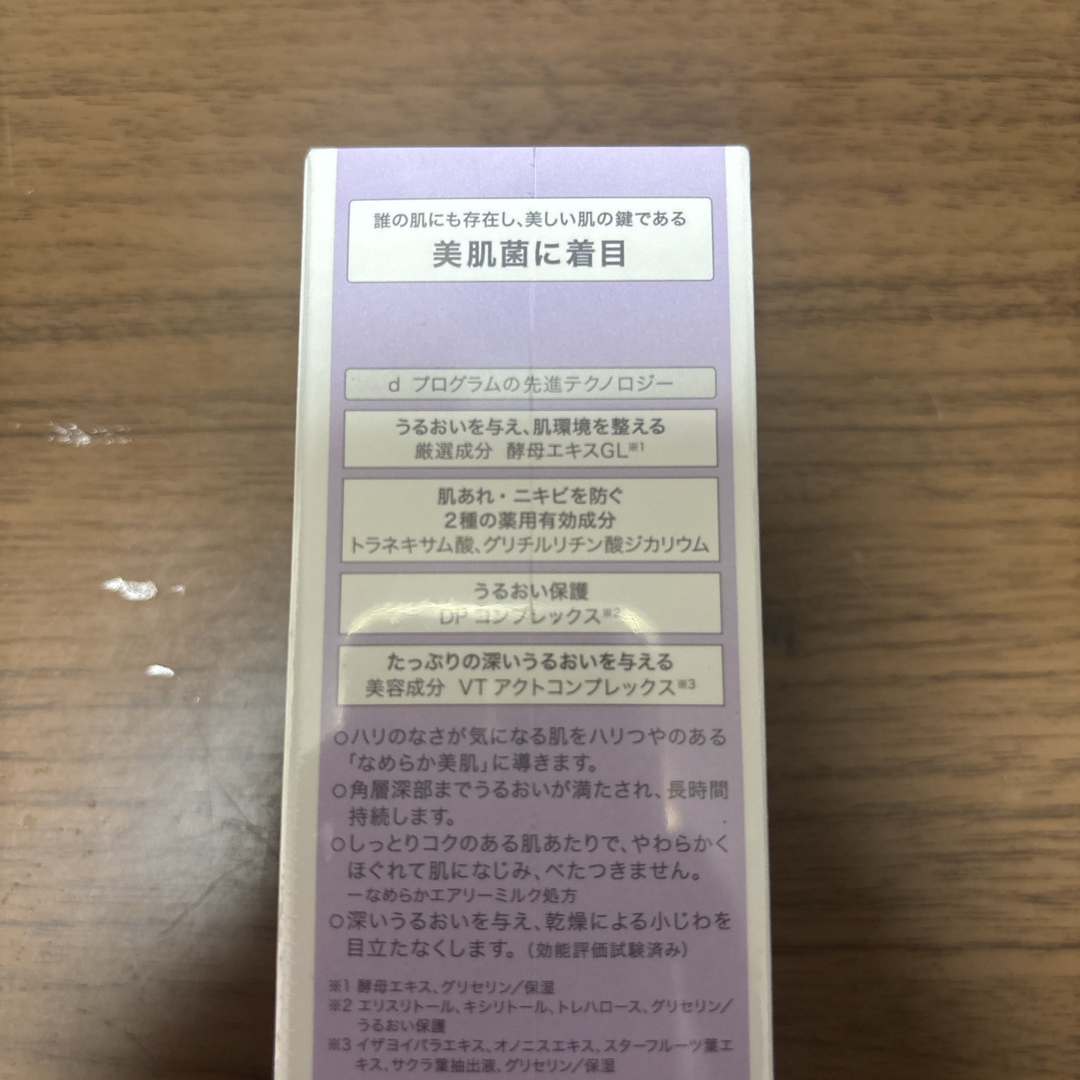 誰の肌にも存在し、美しい肌の鍵である
美肌菌に着目
d プログラムの先進テクノロジー
うるおいを与え、肌環境を整える
厳選成分 酵母エキスGL※1
肌あれ・ニキビを防ぐ
2種の薬用有効成分
トラネキサム酸、グリチルリチン酸ジカリウム
うるおい保護
DP コンプレックス※2
たっぷりの深いうるおいを与える
美容成分 VT アクトコンプレックス※3
○ハリのなさが気になる肌をハリつやのある
「なめらか美肌」に導きます。
○角層深部までうるおいが満たされ、長時間
持続します。
○しっとりコクのある肌あたりで、やわらかく
ほぐれて肌になじみ、べたつきません。
ーなめらかエアリーミルク処方
○深いうるおいを与え、乾燥による小じわを
目立たなくします。（効能評価試験済み）
※1 酵母エキス、グリセリン／保湿
※2 エリスリトール、キシリトール、トレハロース、グリセリン／
うるおい保護
※3 イザヨイバラエキス、オノニスエキス、スターフルーツ葉エ
キス、サクラ葉抽出液、グリセリン／保湿